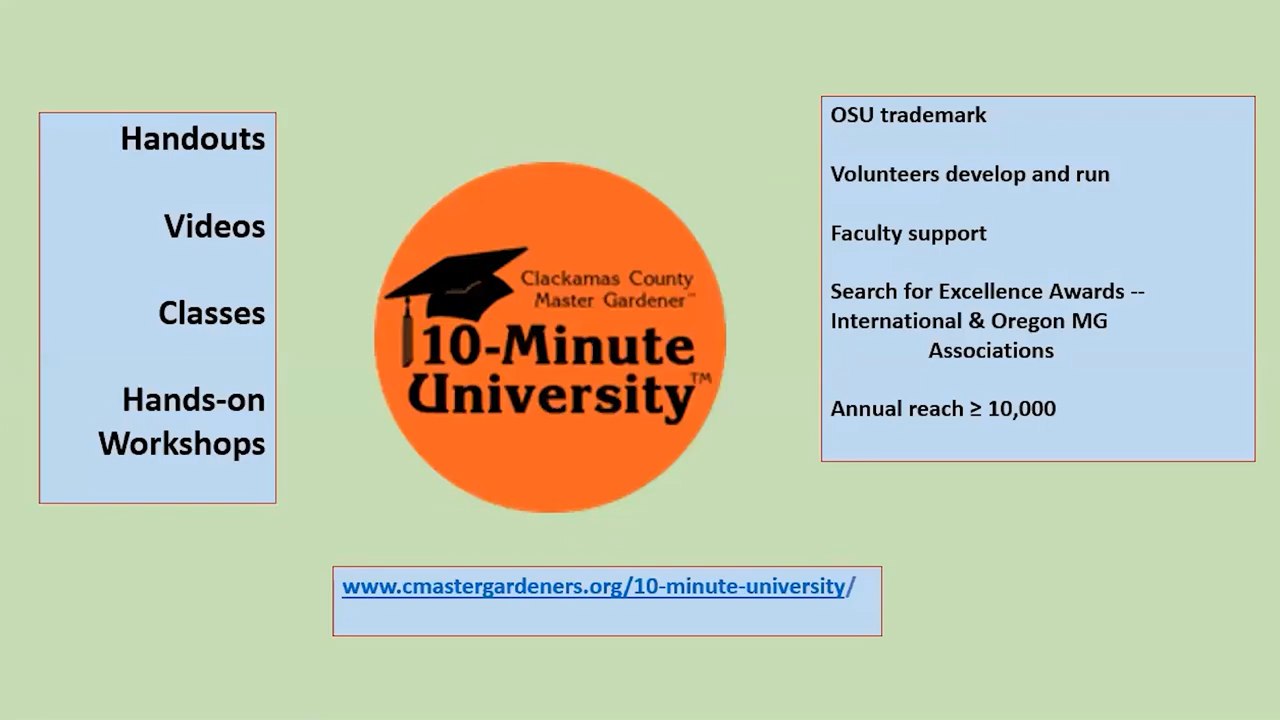 Handouts
Videos
Classes
Hands-on
Workshops
Clackamas County
Master Gardener™
10-Minute
University™
OSU trademark
Volunteers develop and run
Faculty support
Search for Excellence Awards --
International & Oregon MG
Associations
Annual reach ≥ 10,000
www.cmastergardeners.org/10-minute-university/